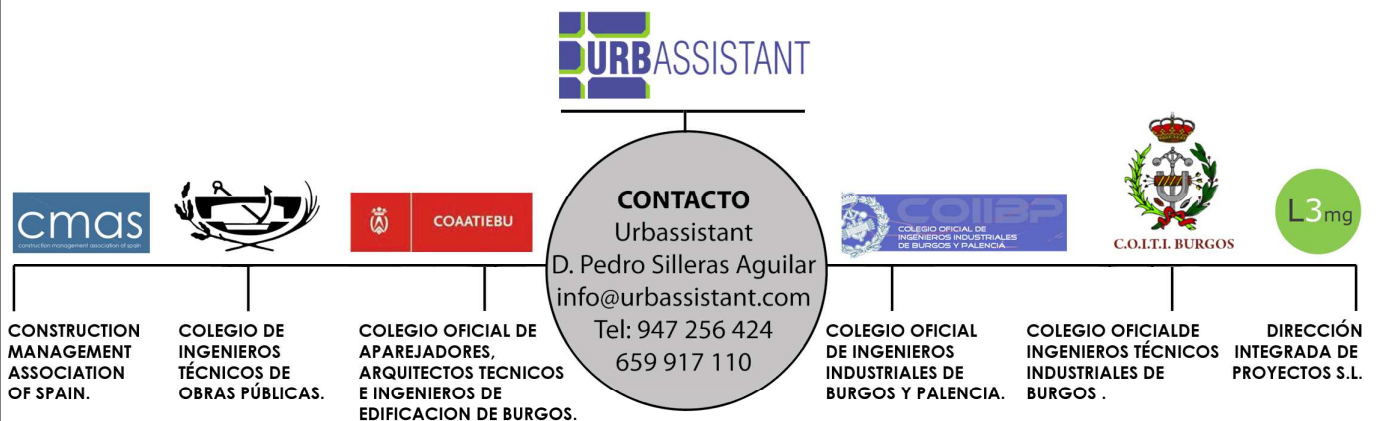 URBASSISTANT
cmas
construction management association of spain
COAATIEBU
CONTACTO
Urbassistant
D. Pedro Silleras Aguilar
info@urbassistant.com
Tel: 947 256 424
659 917 110
COIIBP
COLEGIO OFICIAL DE
INGENIEROS INDUSTRIALES
DE BURGOS Y PALENCIA
C.O.I.T.I. BURGOS
L3mg
CONSTRUCTION
MANAGEMENT
ASSOCIATION
OF SPAIN.
COLEGIO DE
INGENIEROS
TÉCNICOS DE
OBRAS PÚBLICAS.
COLEGIO OFICIAL DE
APAREJADORES,
ARQUITECTOS TECNICOS
E INGENIEROS DE
EDIFICACION DE BURGOS.
COLEGIO OFICIAL
DE INGENIEROS
INDUSTRIALES DE
BURGOS Y PALENCIA.
COLEGIO OFICIALDE
INGENIEROS TÉCNICOS
INDUSTRIALES DE
BURGOS .
DIRECCIÓN
INTEGRADA DE
PROYECTOS S.L.